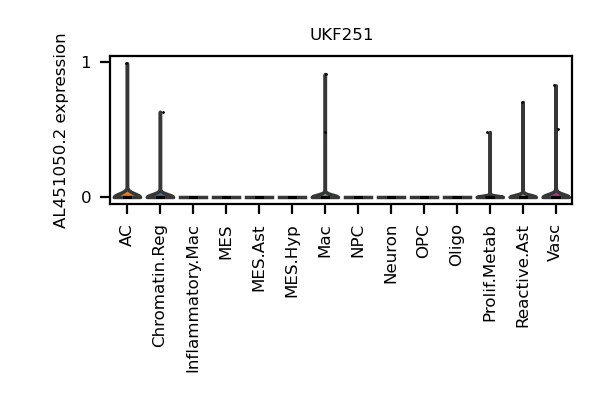 UKF251
AL451050.2 expression
1
0
AC
Chromatin.Reg
Inflammatory.Mac
MES
MES.Ast
MES.Hyp
Mac
NPC
Neuron
OPC
Oligo
Prolif.Metab
Reactive.Ast
Vasc